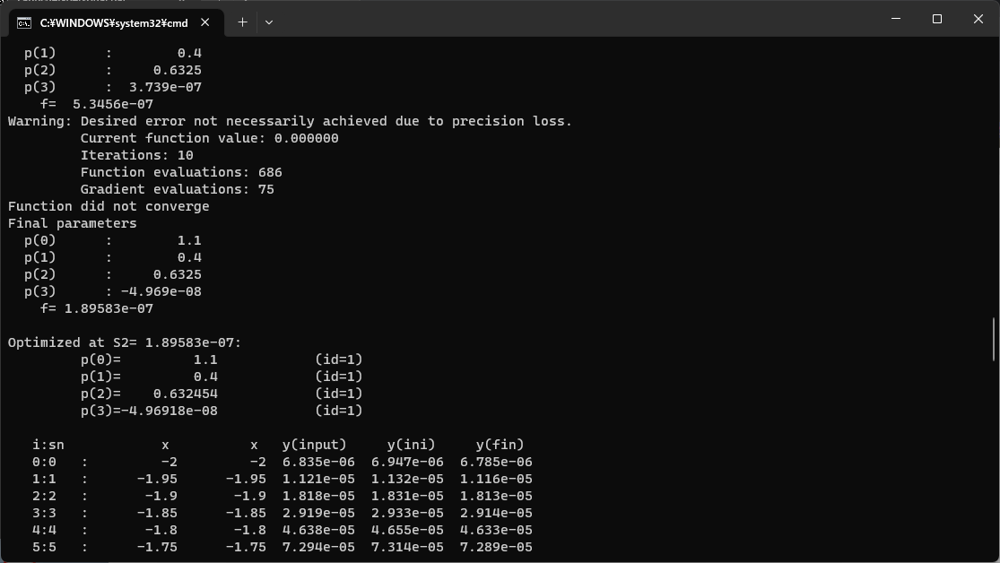 C:¥WINDOWS¥system32¥cmd
p(1) : 0.4
p(2) : 0.6325
p(3) : 3.739e-07
f= 5.3456e-07
Warning: Desired error not necessarily achieved due to precision loss.
Current function value: 0.000000
Iterations: 10
Function evaluations: 686
Gradient evaluations: 75
Function did not converge
Final parameters
p(0) : 1.1
p(1) : 0.4
p(2) : 0.6325
p(3) : -4.969e-08
f= 1.89583e-07
Optimized at S2= 1.89583e-07:
p(0)= 1.1 (id=1)
p(1)= 0.4 (id=1)
p(2)= 0.632454 (id=1)
p(3)=-4.96918e-08 (id=1)
i:sn x x y(input) y(ini) y(fin)
0:0 : -2 -2 6.835e-06 6.947e-06 6.785e-06
1:1 : -1.95 -1.95 1.121e-05 1.132e-05 1.116e-05
2:2 : -1.9 -1.9 1.818e-05 1.831e-05 1.813e-05
3:3 : -1.85 -1.85 2.919e-05 2.933e-05 2.914e-05
4:4 : -1.8 -1.8 4.638e-05 4.655e-05 4.633e-05
5:5 : -1.75 -1.75 7.294e-05 7.314e-05 7.289e-05